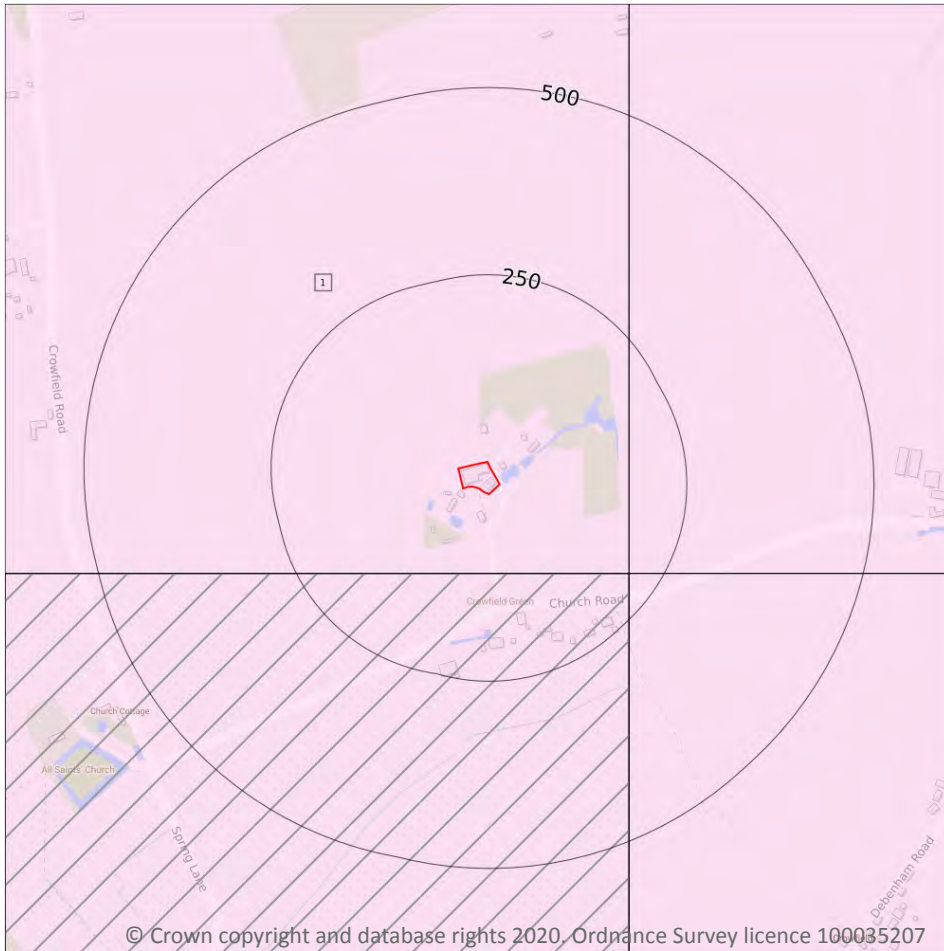 500
250
1
Crowfield Road
Crowfield Green
Church Road
Church Cottage
All Saints' Church
Spring Lane
Debenham Road
© Crown copyright and database rights 2020. Ordnance Survey licence 100035207